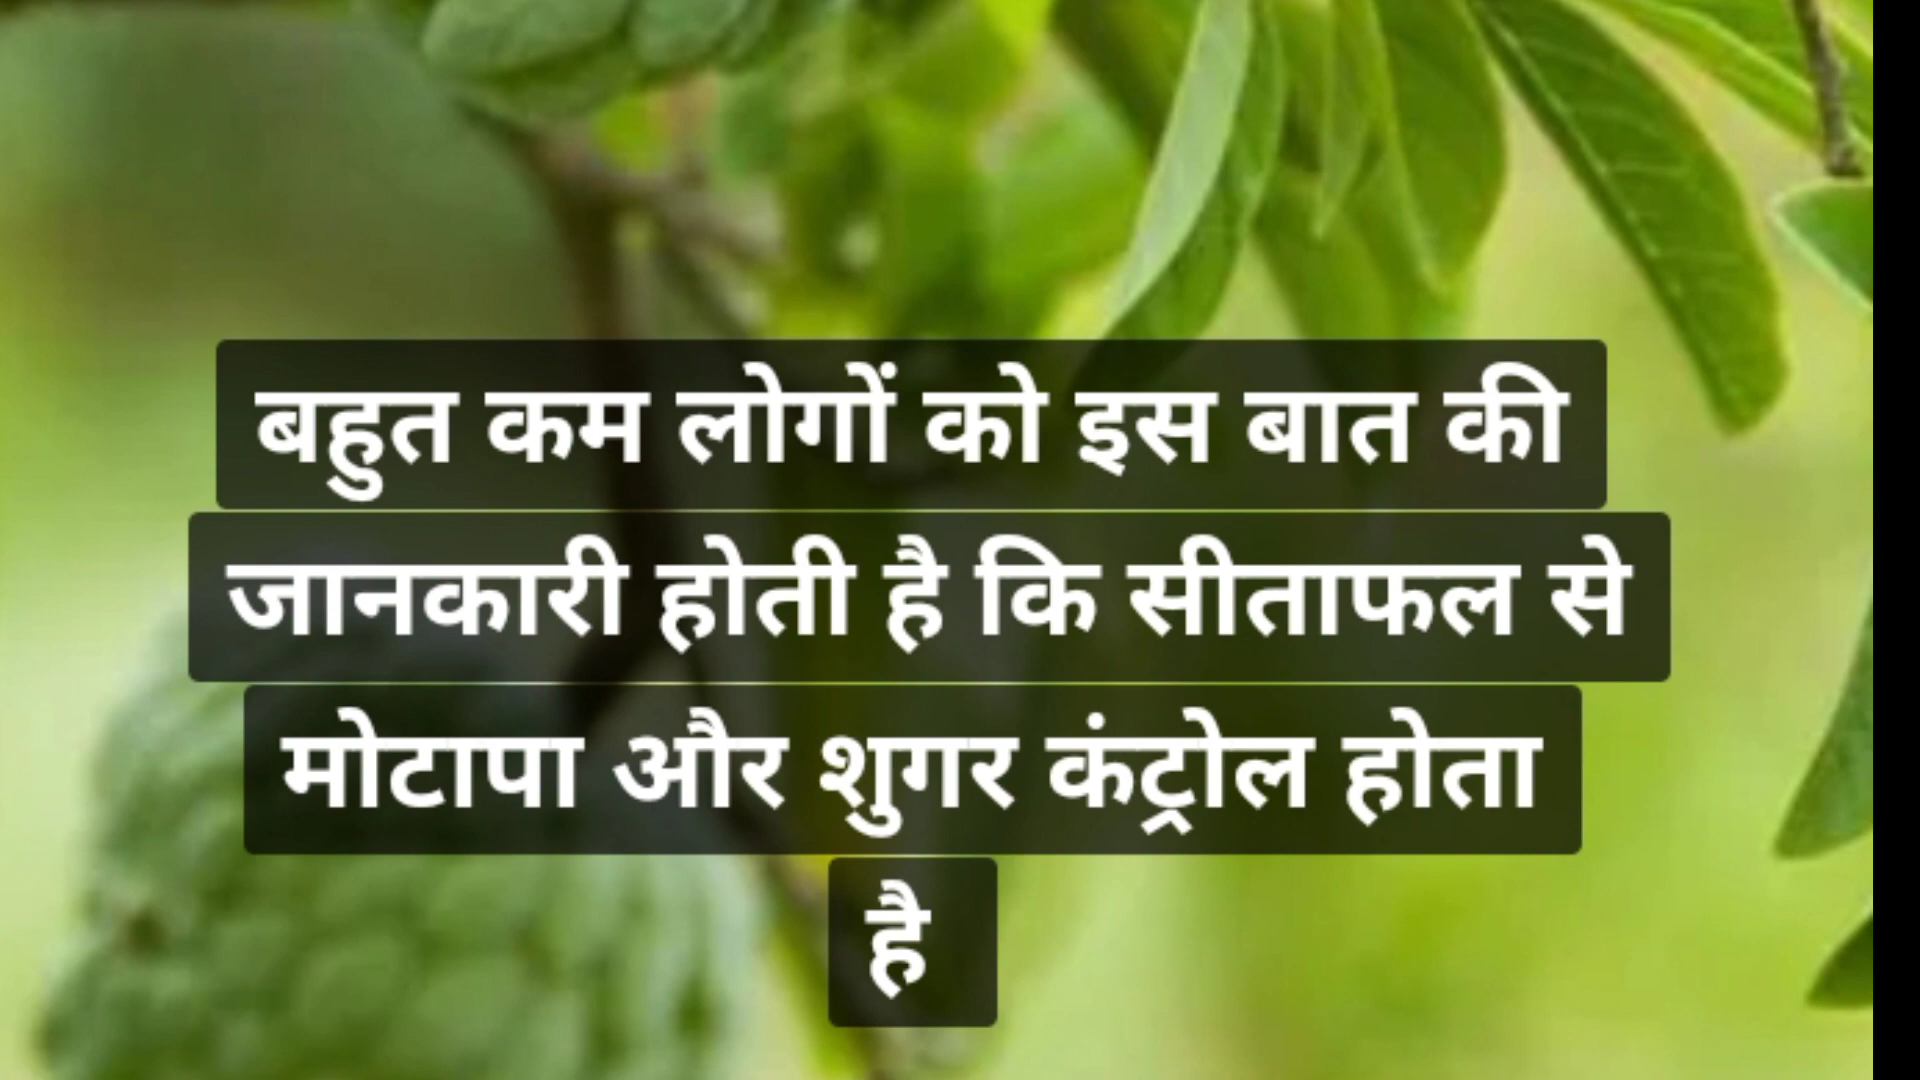 बहुत कम लोगों को इस बात की
जानकारी होती है कि सीताफल से
मोटापा और शुगर कंट्रोल होता
है